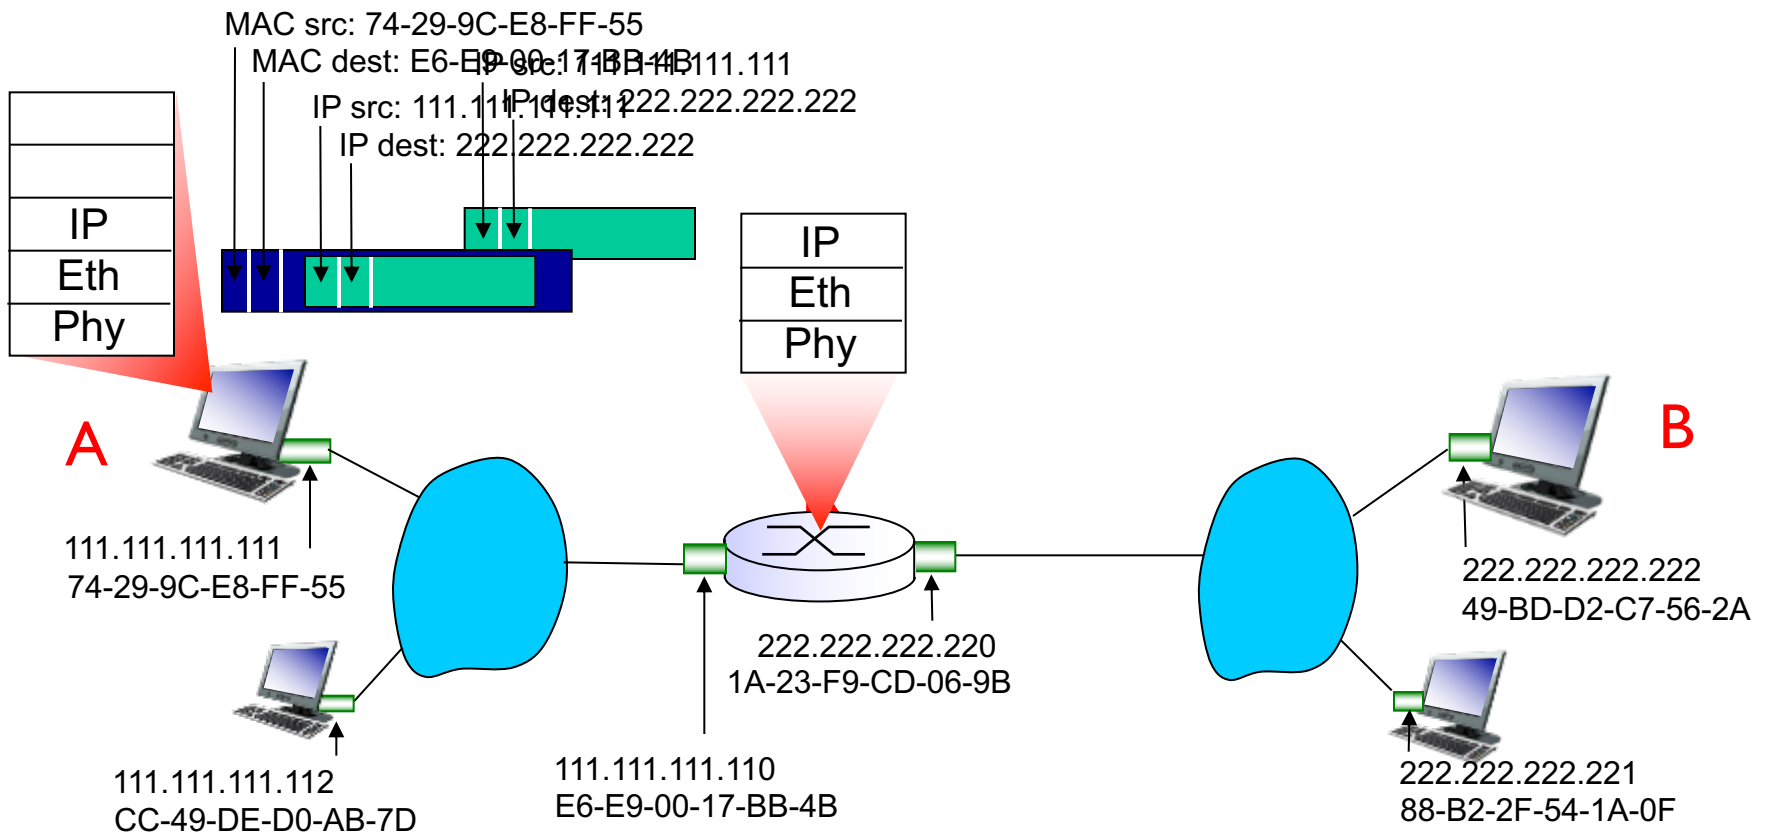 MAC src: 74-29-9C-E8-FF-55
MAC dest: E6-E9-00-17-BB-4B
IP src: 111.111.111.111
IP dest: 222.222.222.222
IP src: 111.111.111.111
IP dest: 222.222.222.222
IP
Eth
Phy
IP
Eth
Phy
A
B
111.111.111.111
74-29-9C-E8-FF-55
222.222.222.222
49-BD-D2-C7-56-2A
222.222.222.220
1A-23-F9-CD-06-9B
111.111.111.112
CC-49-DE-D0-AB-7D
111.111.111.110
E6-E9-00-17-BB-4B
222.222.222.221
88-B2-2F-54-1A-0F